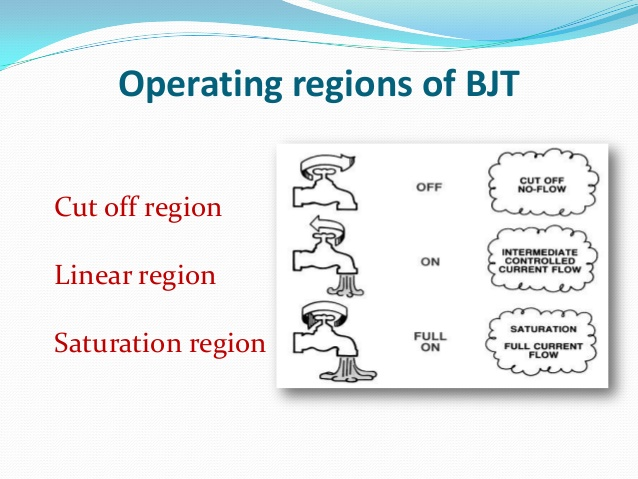 Operating regions of BJT
Cut off region
Linear region
Saturation region
OFF
CUT OFF
NO-FLOW
ON
INTERMEDIATE
CONTROLLED
CURRENT FLOW
FULL
ON
SATURATION
FULL CURRENT
FLOW